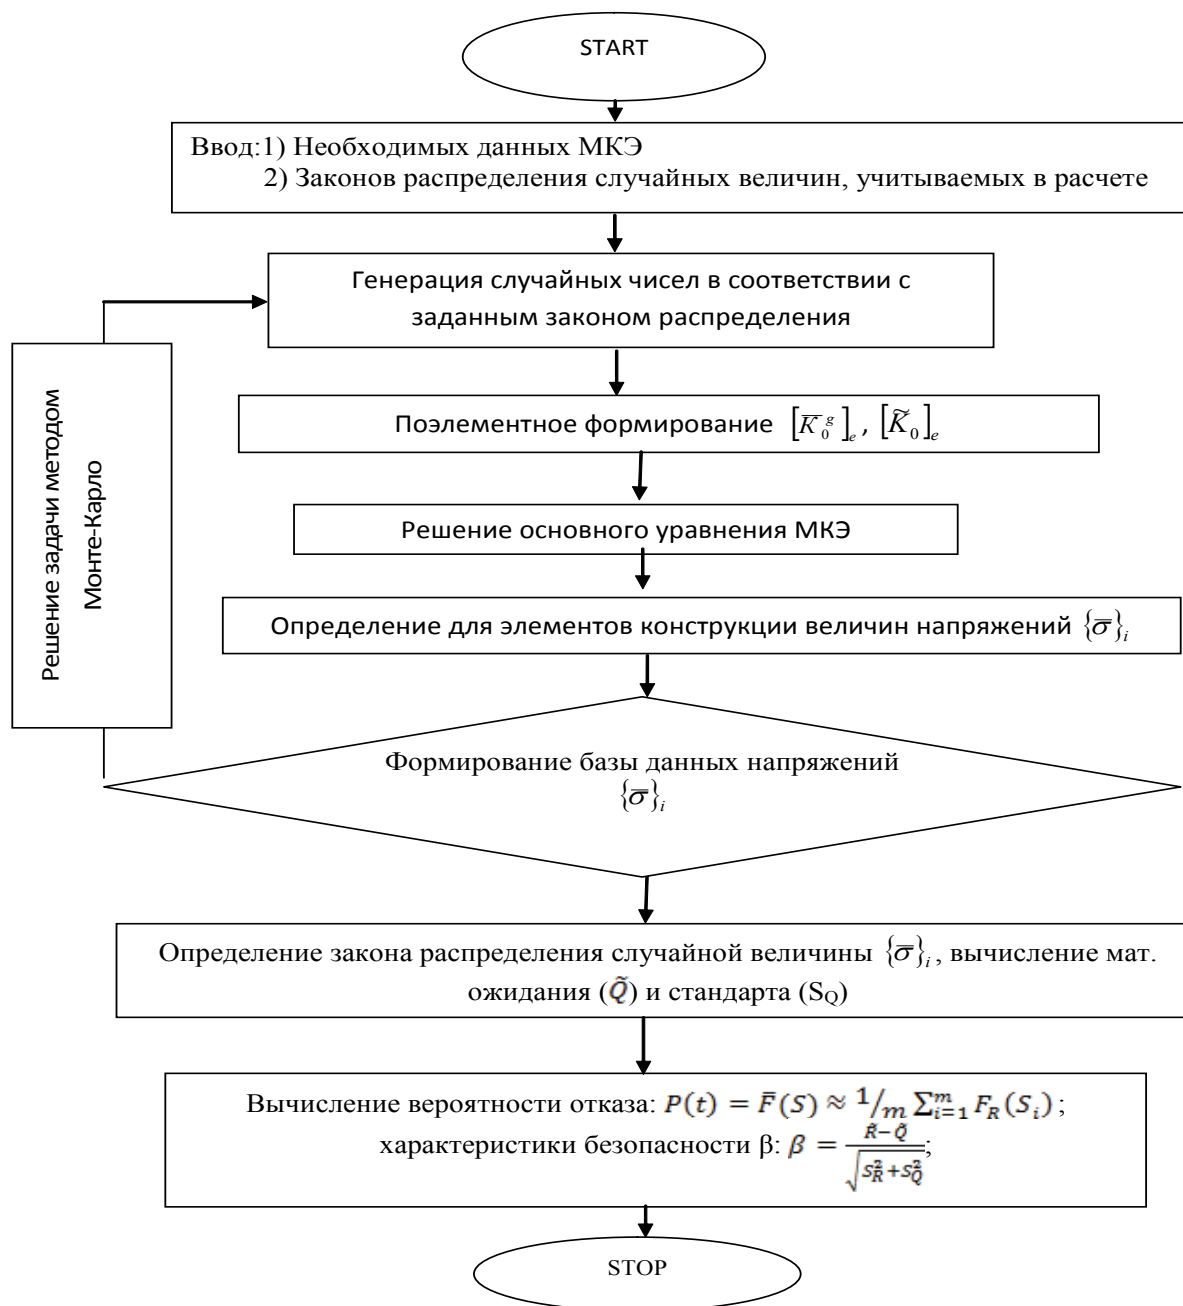 START
Ввод:1) Необходимых данных МКЭ
2) Законов распределения случайных величин, учитываемых в расчете
Генерация случайных чисел в соответствии с
заданным законом распределения
Поэлементное формирование [K̅₀ᵍ]ₑ, [K̃₀]ₑ
Решение основного уравнения МКЭ
Определение для элементов конструкции величин напряжений {σ̅}ᵢ
Решение задачи методом
Монте-Карло
Формирование базы данных напряжений
{σ̅}ᵢ
Определение закона распределения случайной величины {σ̅}ᵢ, вычисление мат.
ожидания (Q̃) и стандарта (S_Q)
Вычисление вероятности отказа: P(t) = F̅(S) ≈ 1/m ∑_{i=1}^{m} F_R(S_i) ;
характеристики безопасности β: β = (R̃−Q̃)/√(S_R²+S_Q²);
STOP